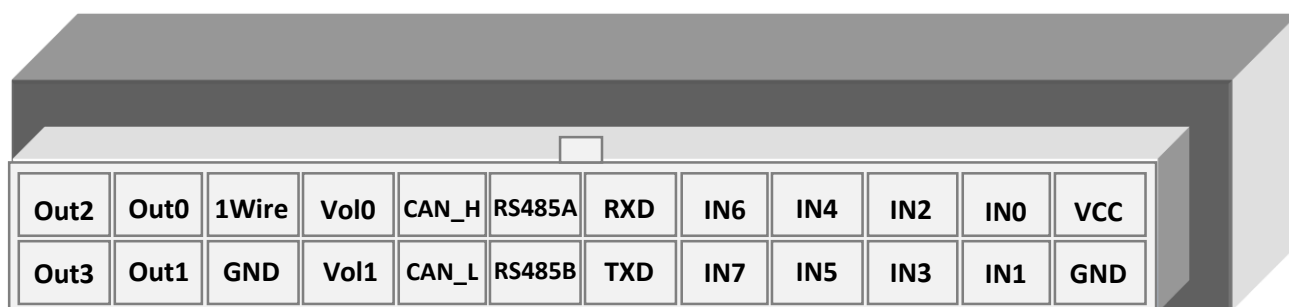 Out2 Out0 1Wire Vol0 CAN_H RS485A RXD IN6 IN4 IN2 IN0 VCC
Out3 Out1 GND Vol1 CAN_L RS485B TXD IN7 IN5 IN3 IN1 GND